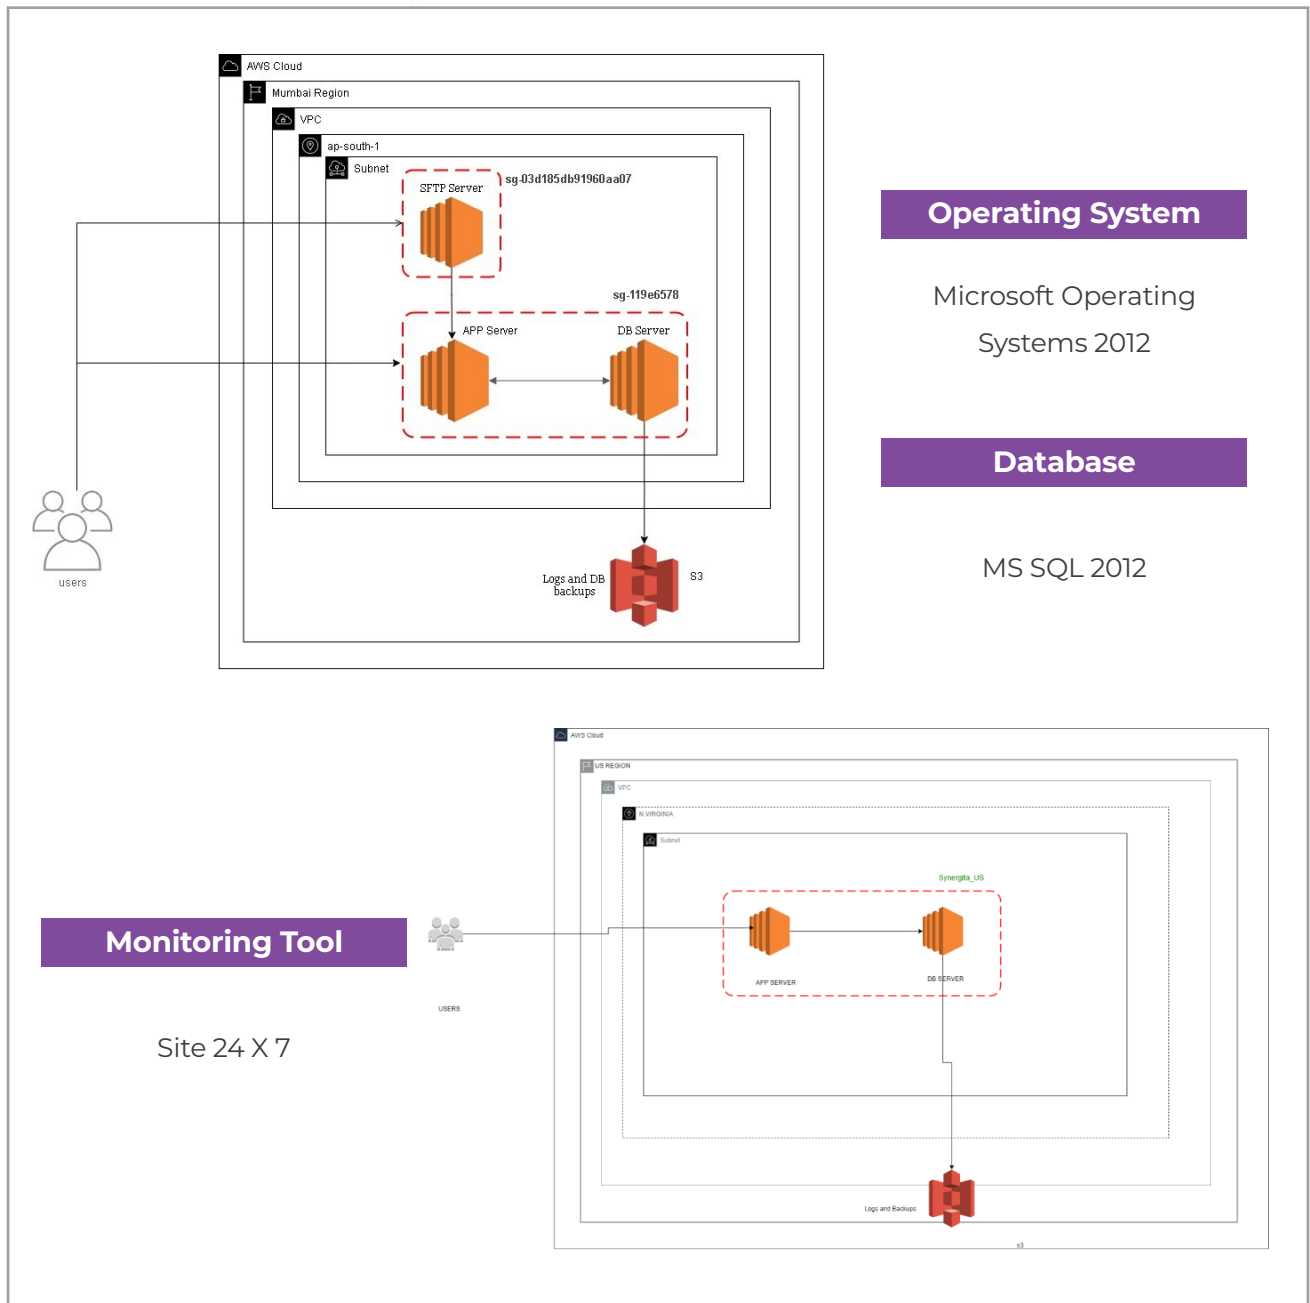 AWS Cloud
Mumbai Region
VPC
ap-south-1
Subnet
sg-03d185db91960aa07
SFTP Server
sg-119e6578
APP Server
DB Server
users
Logs and DB
backups
S3
Operating System
Microsoft Operating
Systems 2012
Database
MS SQL 2012
Monitoring Tool
Site 24 X 7
AWS Cloud
US REGION
VPC
N.VIRGINIA
Subnet
Synergita_US
APP SERVER
DB SERVER
USERS
Logs and Backups
s3